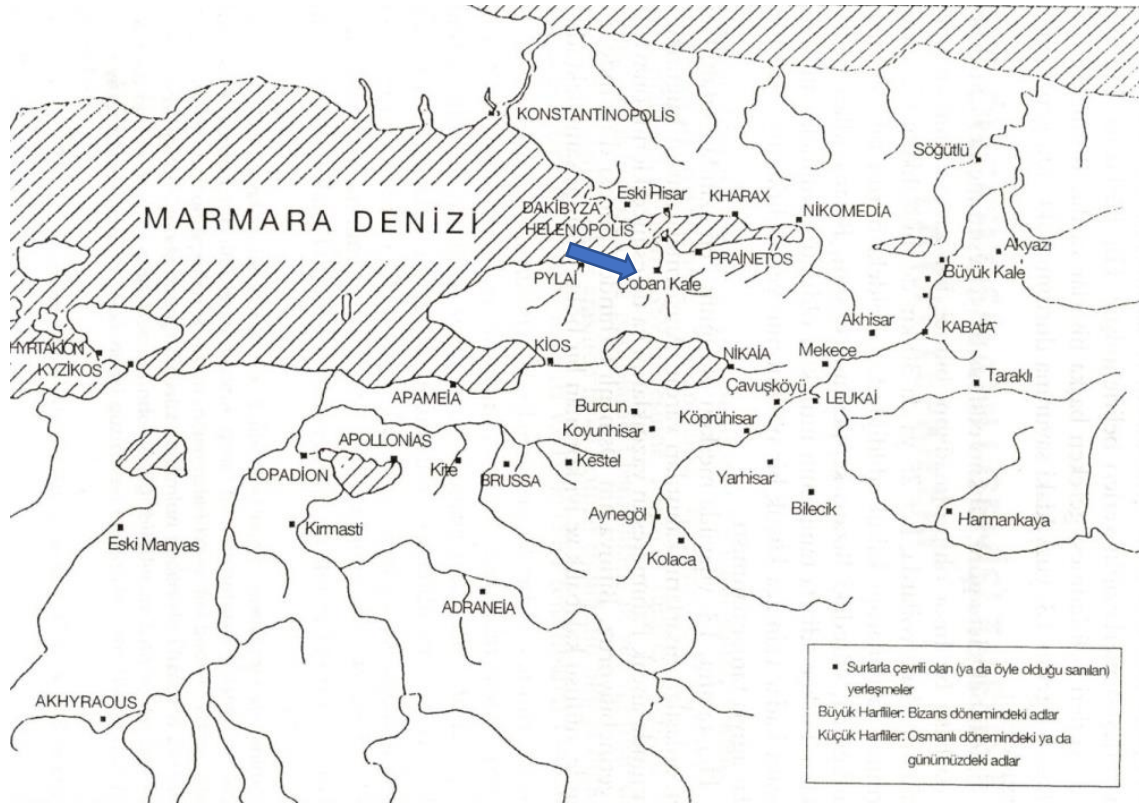 KONSTANTİNOPOLİS
Söğütlü
Eski Hisar
KHARAX
DAKİBYZA
NİKOMEDİA
MARMARA DENİZİ
HELENOPOLİS
Akyazı
PRAİNETOS
Büyük Kale
PYLAİ
Çoban Kale
Akhisar
KABAİA
HYRTAKİON
KİOS
NİKAİA
Mekece
KYZİKOS
Taraklı
Çavuşköyü
APAMEİA
LEUKAİ
Burcun
Köprühisar
Koyunhisar
APOLLONİAS
LOPADİON
Kite
BRUSSA
Kestel
Yarhisar
Bilecik
Aynegöl
Harmankaya
Kirmasti
Eski Manyas
Kolaca
ADRANEİA
AKHYRAOUS
Surlarla çevrili olan (ya da öyle olduğu sanılan)
yerleşmeler
Büyük Harfliler: Bizans dönemindeki adlar
Küçük Harfliler: Osmanlı dönemindeki ya da
günümüzdeki adlar